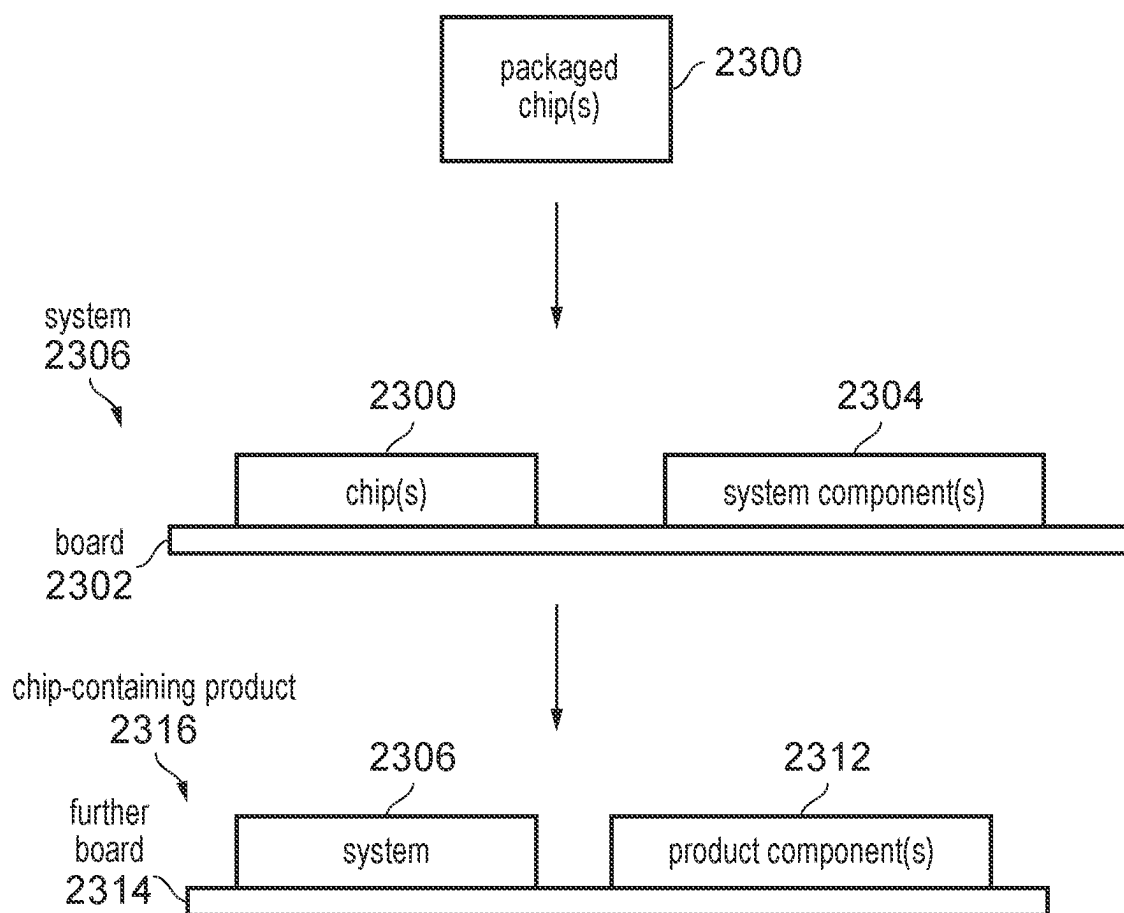 packaged
chip(s)
2300
system
2306
2300
2304
chip(s)
system component(s)
board
2302
chip-containing product
2316
2306
2312
further
board
2314
system
product component(s)